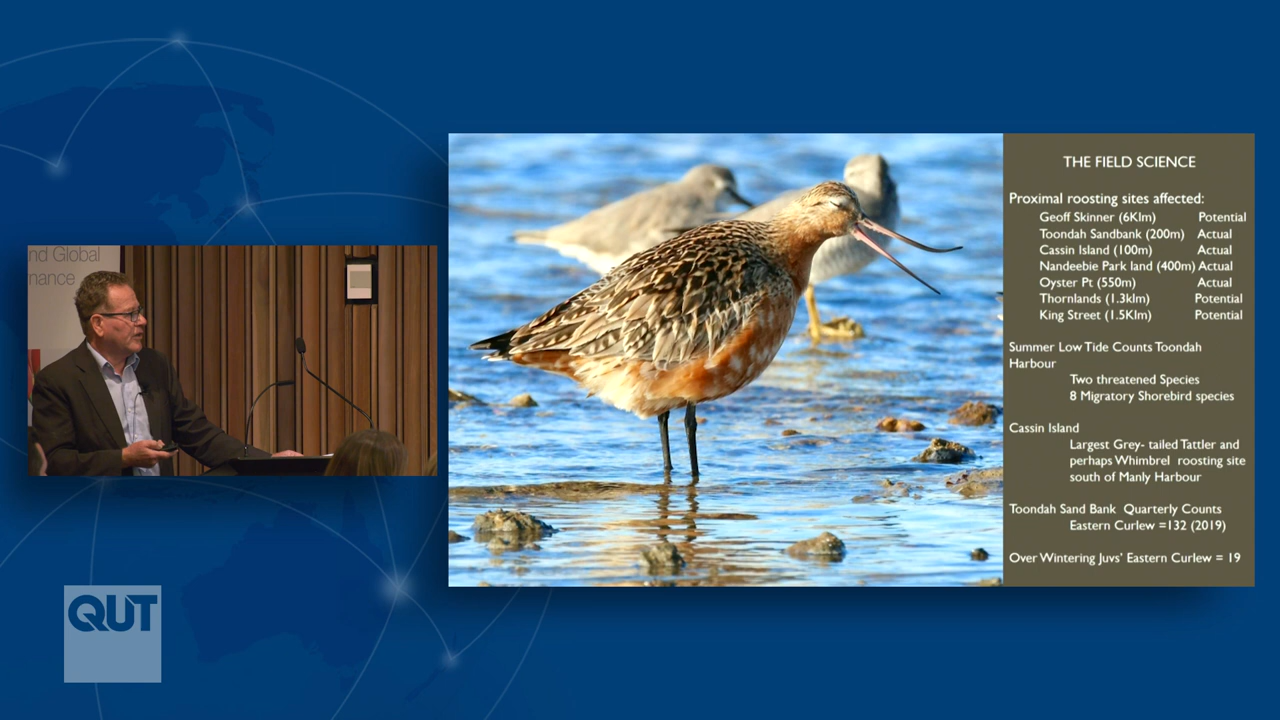 nd Global
nance
QUT
THE FIELD SCIENCE
Proximal roosting sites affected:
Geoff Skinner (6Klm) Potential
Toondah Sandbank (200m) Actual
Cassin Island (100m) Actual
Nandeebie Park land (400m) Actual
Oyster Pt (550m) Actual
Thornlands (1.3klm) Potential
King Street (1.5Klm) Potential
Summer Low Tide Counts Toondah
Harbour
Two threatened Species
8 Migratory Shorebird species
Cassin Island
Largest Grey- tailed Tattler and
perhaps Whimbrel roosting site
south of Manly Harbour
Toondah Sand Bank Quarterly Counts
Eastern Curlew =132 (2019)
Over Wintering Juvs' Eastern Curlew = 19